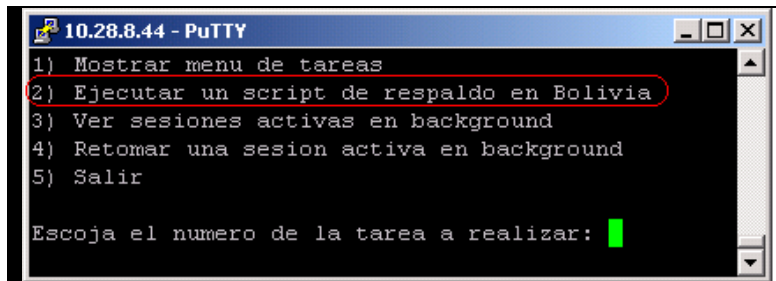 10.28.8.44 - PuTTY
1) Mostrar menu de tareas
2) Ejecutar un script de respaldo en Bolivia
3) Ver sesiones activas en background
4) Retomar una sesion activa en background
5) Salir
Escoja el numero de la tarea a realizar: